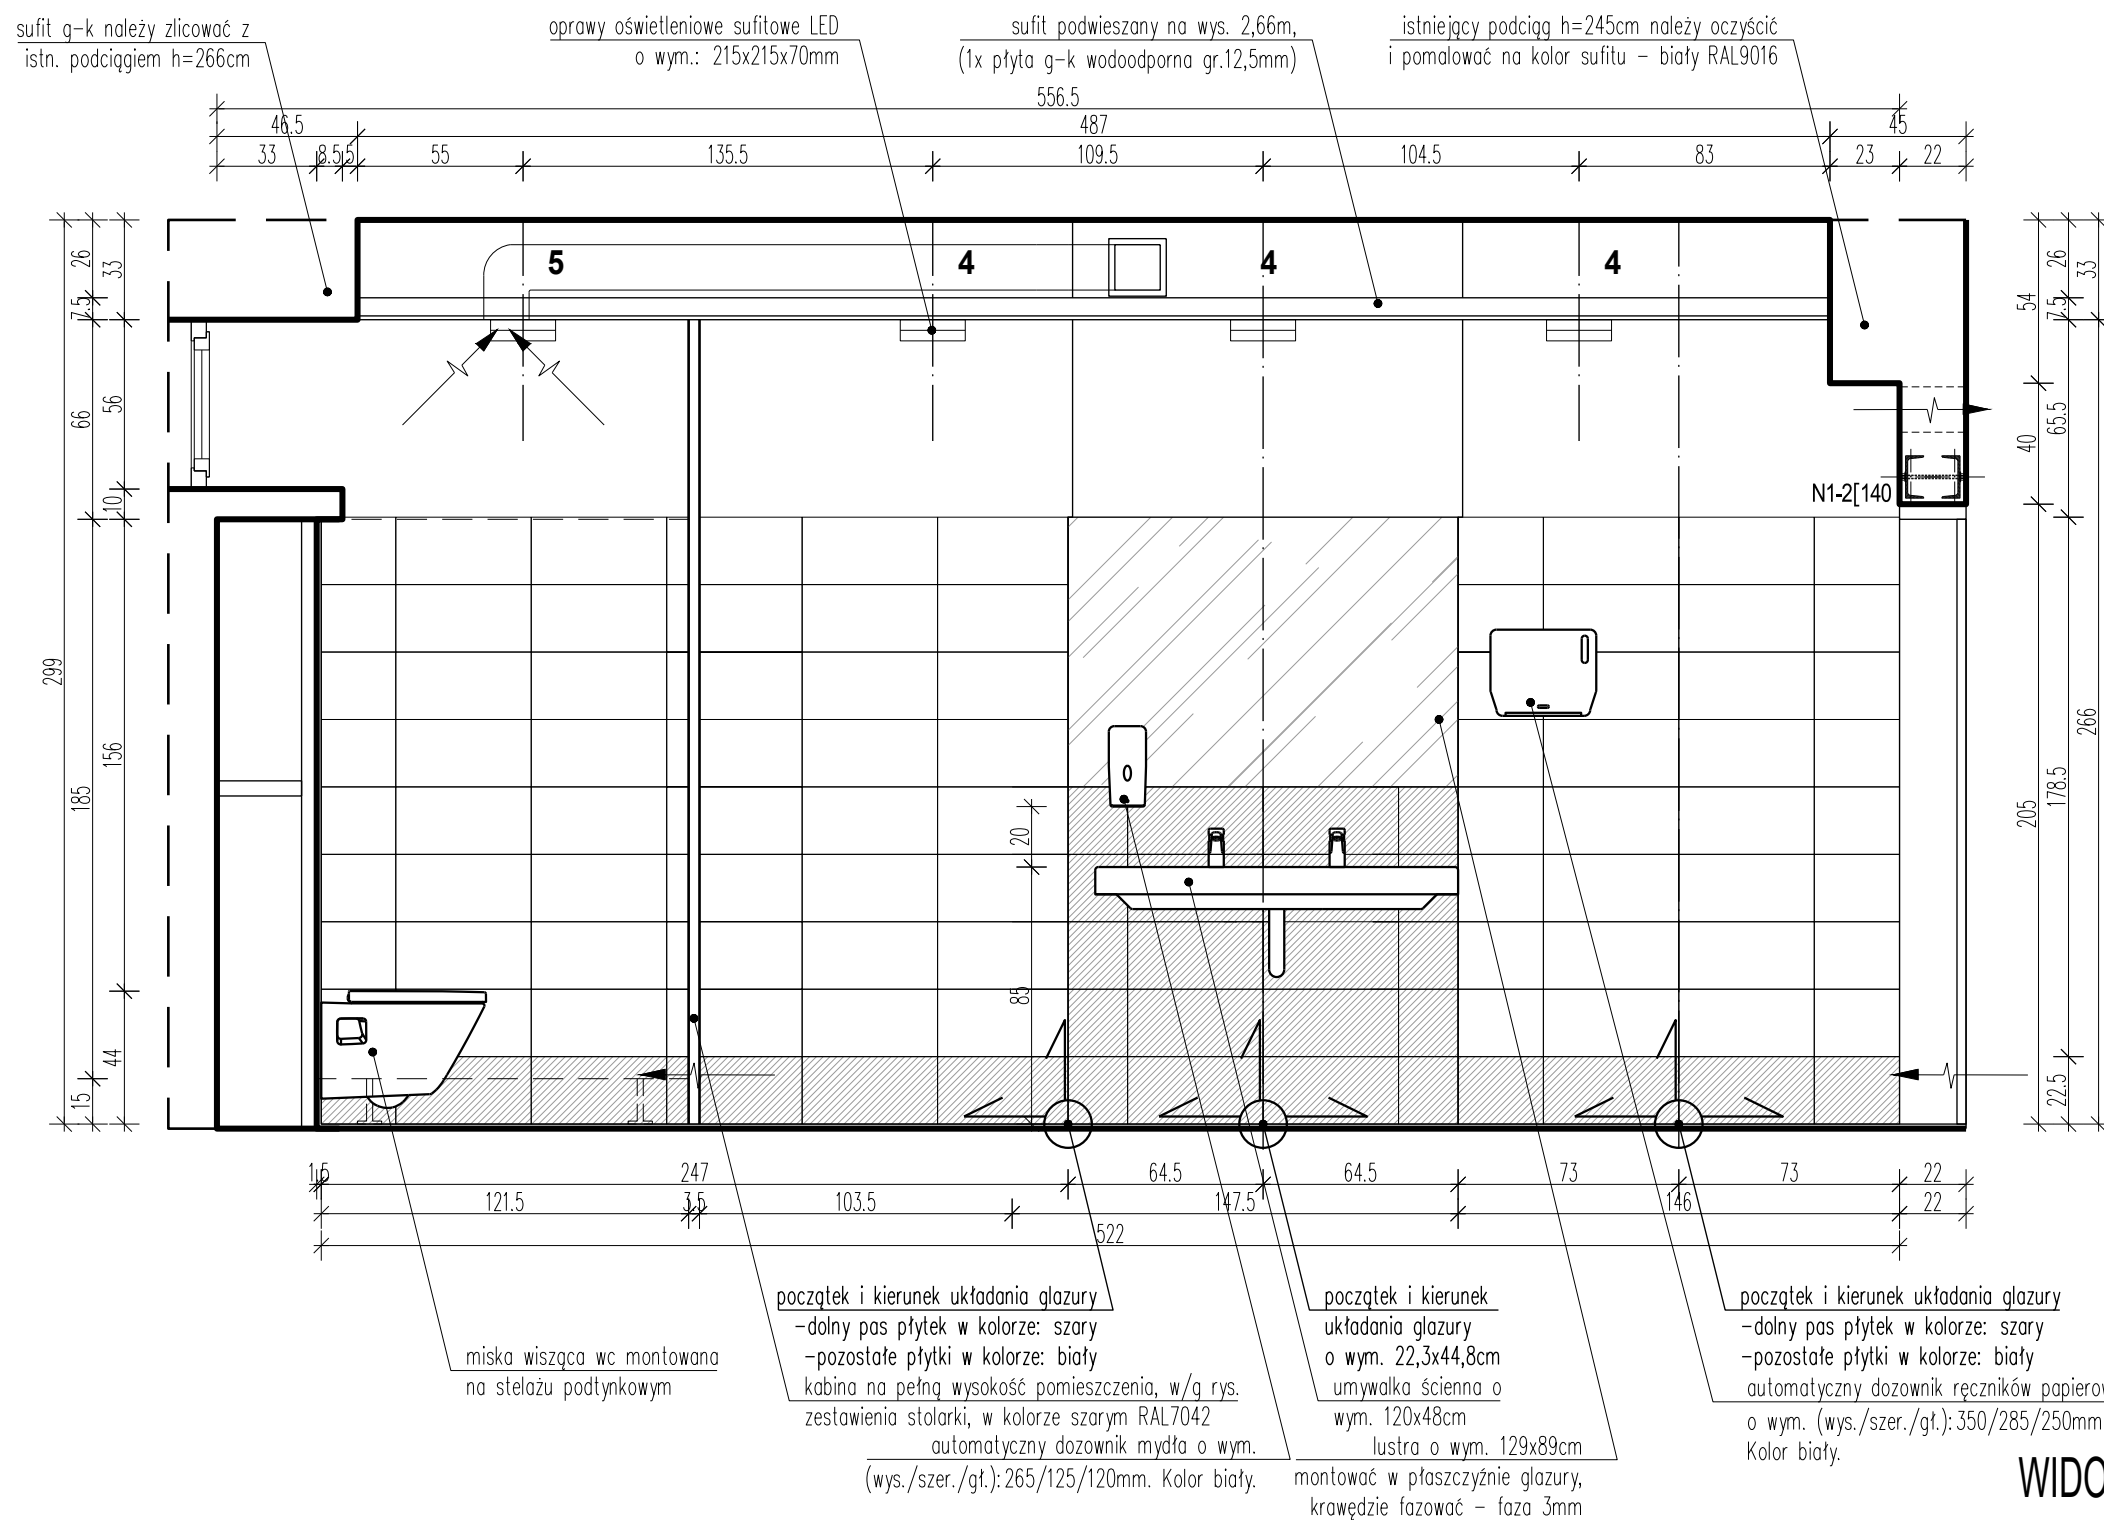 sufit g-k należy zlicować z
istn. podciągiem h=266cm
oprawy oświetleniowe sufitowe LED
o wym.: 215x215x70mm
sufit podwieszany na wys. 2,66m,
(1x płyta g-k wodoodporna gr.12,5mm)
istniejący podciąg h=245cm należy oczyścić
i pomalować na kolor sufitu - biały RAL9016
556.5
46.5
487
45
33
8.5
5
55
135.5
109.5
104.5
83
23
22
5
4
4
4
299
26
7.5
66
185
15
33
56
10
156
44
N1-2[140
54
40
205
26
7.5
65.5
178.5
22.5
33
266
20
85
1.5
247
64.5
64.5
73
73
22
121.5
3.5
103.5
147.5
146
22
522
początek i kierunek układania glazury
-dolny pas płytek w kolorze: szary
-pozostałe płytki w kolorze: biały
początek i kierunek
układania glazury
o wym. 22,3x44,8cm
początek i kierunek układania glazury
-dolny pas płytek w kolorze: szary
-pozostałe płytki w kolorze: biały
miska wisząca wc montowana
na stelażu podtynkowym
kabina na pełną wysokość pomieszczenia, w/g rys.
zestawienia stolarki, w kolorze szarym RAL7042
umywalka ścienna o
wym. 120x48cm
automatyczny dozownik ręczników papierow
o wym. (wys./szer./gł.):350/285/250mm
Kolor biały.
automatyczny dozownik mydła o wym.
(wys./szer./gł.):265/125/120mm. Kolor biały.
lustra o wym. 129x89cm
montować w płaszczyźnie glazury,
krawędzie fazować - faza 3mm
WIDO